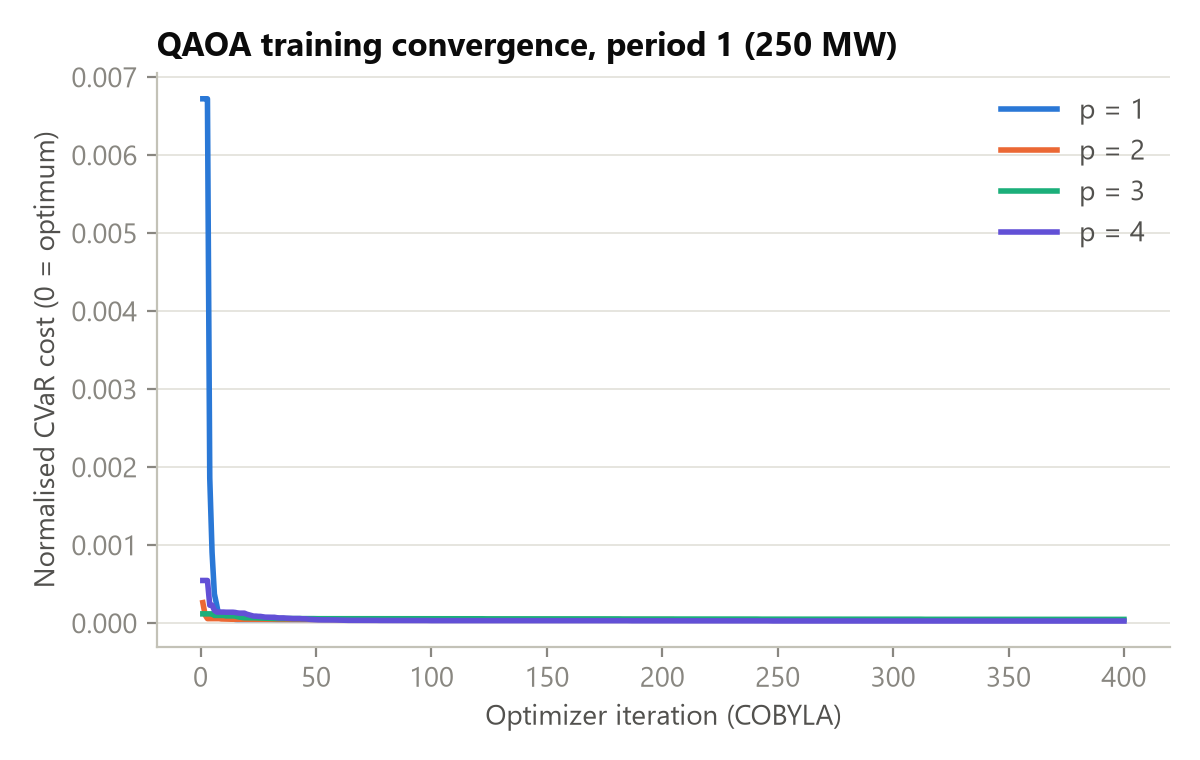 QAOA training convergence, period 1 (250 MW)
Normalised CVaR cost (0 = optimum)
0.007
0.006
0.005
0.004
0.003
0.002
0.001
0.000
p = 1
p = 2
p = 3
p = 4
0 50 100 150 200 250 300 350 400
Optimizer iteration (COBYLA)